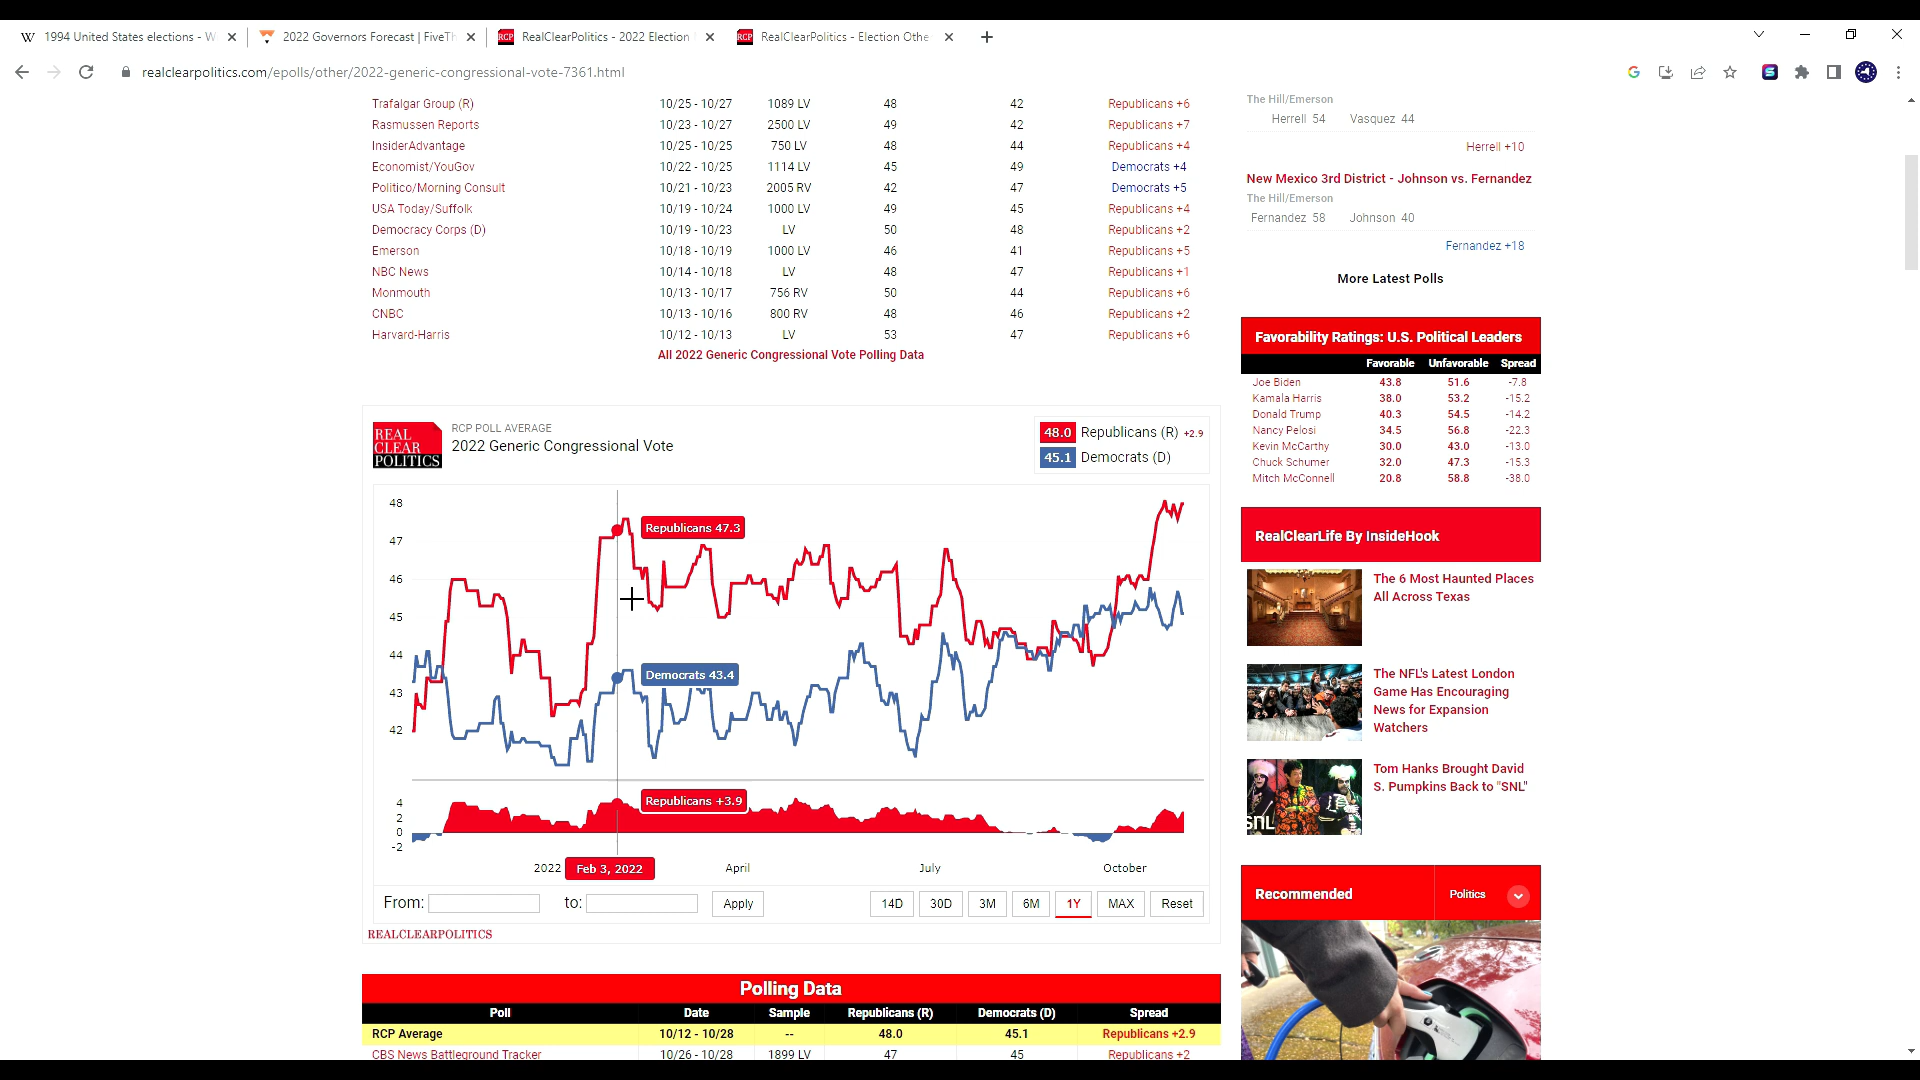 1994 United States elections - W
2022 Governors Forecast | FiveTh
RealClearPolitics - 2022 Election
RealClearPolitics - Election Othe
realclearpolitics.com/epolls/other/2022-generic-congressional-vote-7361.html
Trafalgar Group (R) 10/25 - 10/27 1089 LV 48 42 Republicans +6
Rasmussen Reports 10/23 - 10/27 2500 LV 49 42 Republicans +7
InsiderAdvantage 10/25 - 10/25 750 LV 48 44 Republicans +4
Economist/YouGov 10/22 - 10/25 1114 LV 45 49 Democrats +4
Politico/Morning Consult 10/21 - 10/23 2005 RV 42 47 Democrats +5
USA Today/Suffolk 10/19 - 10/24 1000 LV 49 45 Republicans +4
Democracy Corps (D) 10/19 - 10/23 LV 50 48 Republicans +2
Emerson 10/18 - 10/19 1000 LV 46 41 Republicans +5
NBC News 10/14 - 10/18 LV 48 47 Republicans +1
Monmouth 10/13 - 10/17 756 RV 50 44 Republicans +6
CNBC 10/13 - 10/16 800 RV 48 46 Republicans +2
Harvard-Harris 10/12 - 10/13 LV 53 47 Republicans +6
All 2022 Generic Congressional Vote Polling Data
REAL
CLEAR
POLITICS
RCP POLL AVERAGE
2022 Generic Congressional Vote
48.0 Republicans (R) +2.9
45.1 Democrats (D)
48
47
46
45
44
43
42
Republicans 47.3
Democrats 43.4
Republicans +3.9
4
2
0
-2
2022 Feb 3, 2022 April July October
From: to: Apply 14D 30D 3M 6M 1Y MAX Reset
REALCLEARPOLITICS
Polling Data
Poll Date Sample Republicans (R) Democrats (D) Spread
RCP Average 10/12 - 10/28 -- 48.0 45.1 Republicans +2.9
CBS News Battleground Tracker 10/26 - 10/28 1899 LV 47 45 Republicans +2
The Hill/Emerson
Herrell 54 Vasquez 44
Herrell +10
New Mexico 3rd District - Johnson vs. Fernandez
The Hill/Emerson
Fernandez 58 Johnson 40
Fernandez +18
More Latest Polls
Favorability Ratings: U.S. Political Leaders
Favorable Unfavorable Spread
Joe Biden 43.8 51.6 -7.8
Kamala Harris 38.0 53.2 -15.2
Donald Trump 40.3 54.5 -14.2
Nancy Pelosi 34.5 56.8 -22.3
Kevin McCarthy 30.0 43.0 -13.0
Chuck Schumer 32.0 47.3 -15.3
Mitch McConnell 20.8 58.8 -38.0
RealClearLife By InsideHook
The 6 Most Haunted Places
All Across Texas
The NFL's Latest London
Game Has Encouraging
News for Expansion
Watchers
Tom Hanks Brought David
S. Pumpkins Back to "SNL"
SNL
Recommended Politics